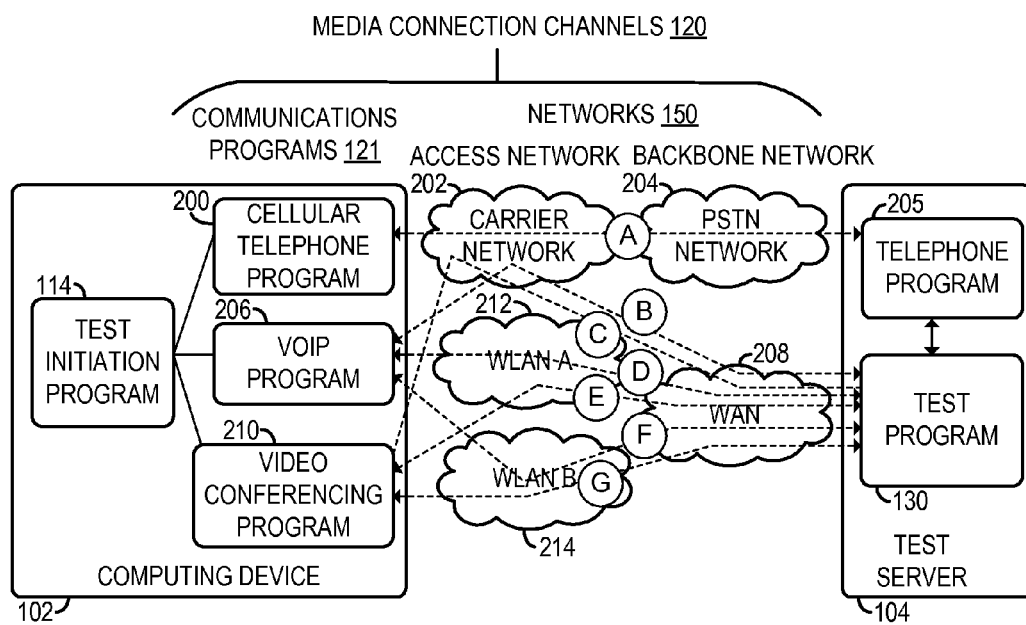 MEDIA CONNECTION CHANNELS 120
COMMUNICATIONS
PROGRAMS 121
NETWORKS 150
ACCESS NETWORK
BACKBONE NETWORK
200
CELLULAR
TELEPHONE
PROGRAM
202
CARRIER
NETWORK
A
204
PSTN
NETWORK
205
TELEPHONE
PROGRAM
114
TEST
INITIATION
PROGRAM
206
VOIP
PROGRAM
212
WLAN A
B
C
D
E
208
WAN
TEST
PROGRAM
130
210
VIDEO
CONFERENCING
PROGRAM
WLAN B
F
G
214
COMPUTING DEVICE
102
TEST
SERVER
104